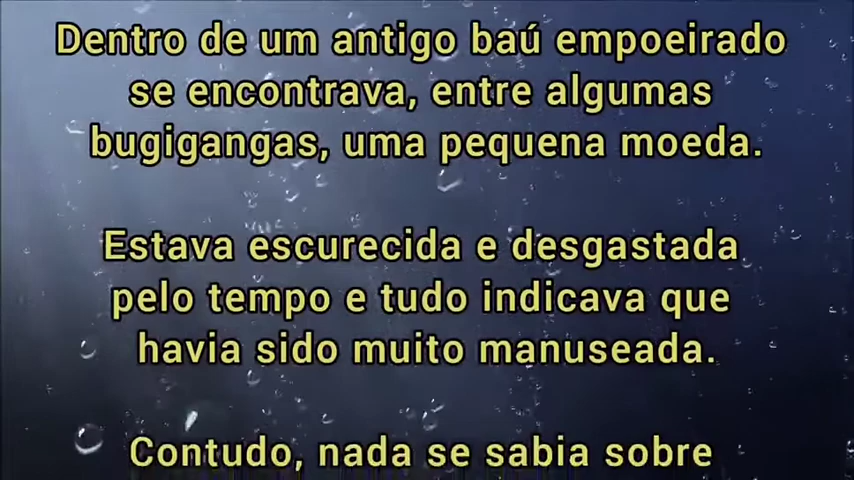 Dentro de um antigo baú empoeirado
se encontrava, entre algumas
bugigangas, uma pequena moeda.
Estava escurecida e desgastada
pelo tempo e tudo indicava que
havia sido muito manuseada.
Contudo, nada se sabia sobre